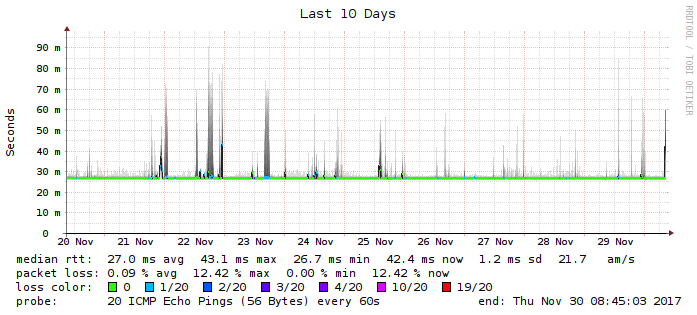 Last 10 Days
RRDTOOL / TOBI OETIKER
Seconds
90 m
80 m
70 m
60 m
50 m
40 m
30 m
20 m
10 m
0
20 Nov 21 Nov 22 Nov 23 Nov 24 Nov 25 Nov 26 Nov 27 Nov 28 Nov 29 Nov
median rtt: 27.0 ms avg 43.1 ms max 26.7 ms min 42.4 ms now 1.2 ms sd 21.7 am/s
packet loss: 0.09 % avg 12.42 % max 0.00 % min 12.42 % now
loss color: 0 1/20 2/20 3/20 4/20 10/20 19/20
probe: 20 ICMP Echo Pings (56 Bytes) every 60s end: Thu Nov 30 08:45:03 2017